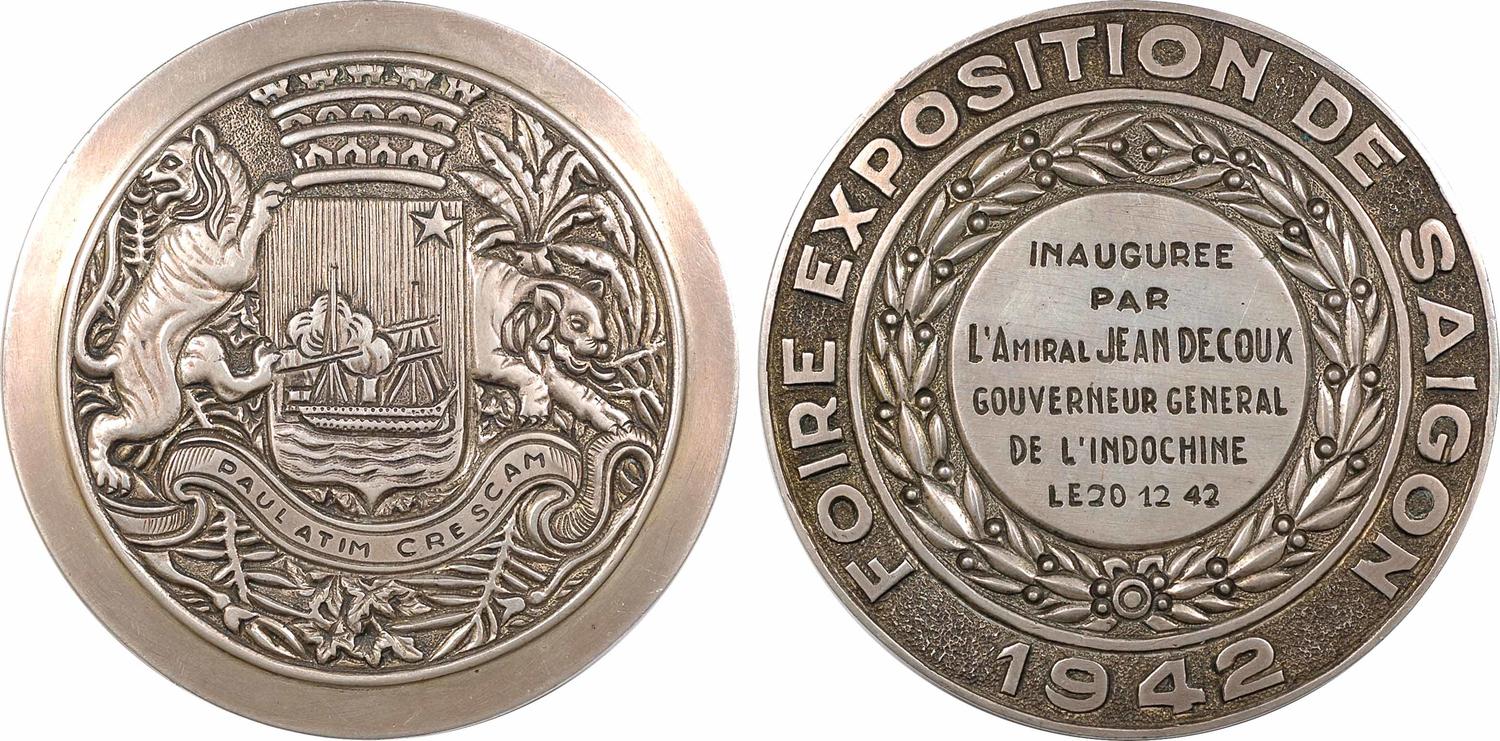 PAULATIM CRESCAM
FOIRE EXPOSITION DE SAIGON
1942
INAUGUREE
PAR
L'AMIRAL JEAN DECOUX
GOUVERNEUR GENERAL
DE L'INDOCHINE
LE 20 12 42